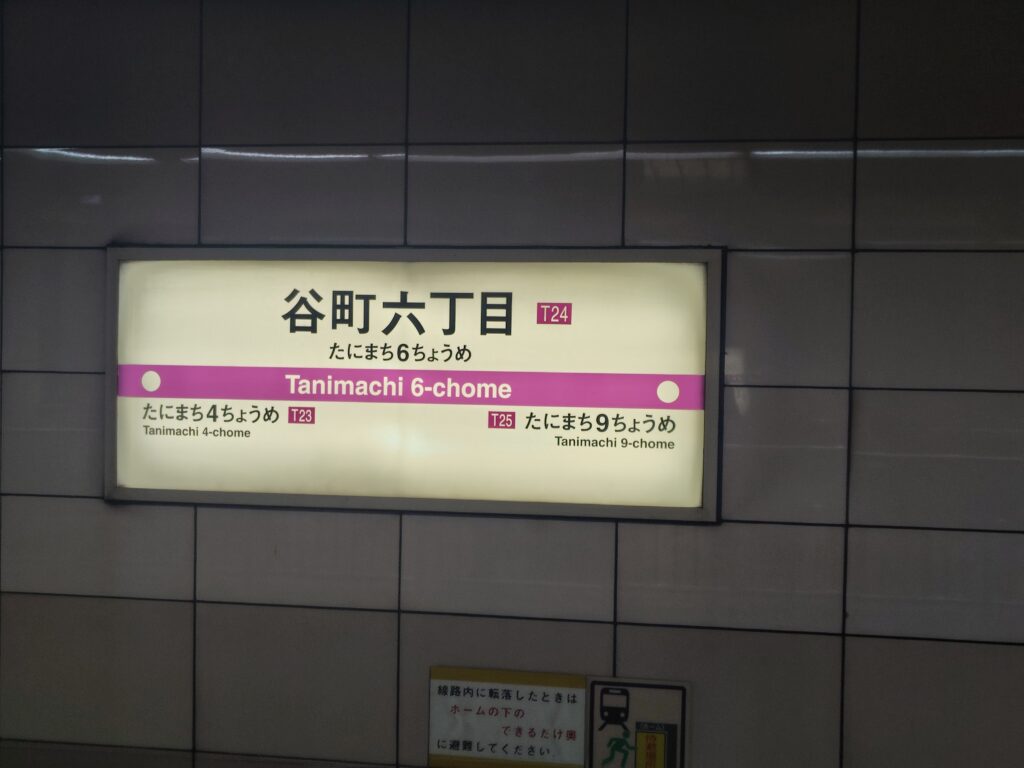 谷町六丁目 T24
たにまち6ちょうめ
Tanimachi 6-chome
たにまち4ちょうめ T23
Tanimachi 4-chome
T25 たにまち9ちょうめ
Tanimachi 9-chome
線路内に転落したときは
ホームの下の
できるだけ奥
に避難してください